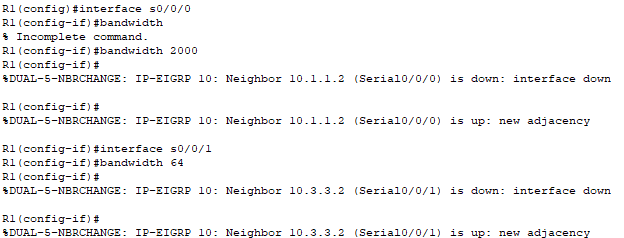 R1(config)#interface s0/0/0
R1(config-if)#bandwidth
% Incomplete command.
R1(config-if)#bandwidth 2000
R1(config-if)#
%DUAL-5-NBRCHANGE: IP-EIGRP 10: Neighbor 10.1.1.2 (Serial0/0/0) is down: interface down
R1(config-if)#
%DUAL-5-NBRCHANGE: IP-EIGRP 10: Neighbor 10.1.1.2 (Serial0/0/0) is up: new adjacency
R1(config-if)#interface s0/0/1
R1(config-if)#bandwidth 64
R1(config-if)#
%DUAL-5-NBRCHANGE: IP-EIGRP 10: Neighbor 10.3.3.2 (Serial0/0/1) is down: interface down
R1(config-if)#
%DUAL-5-NBRCHANGE: IP-EIGRP 10: Neighbor 10.3.3.2 (Serial0/0/1) is up: new adjacency